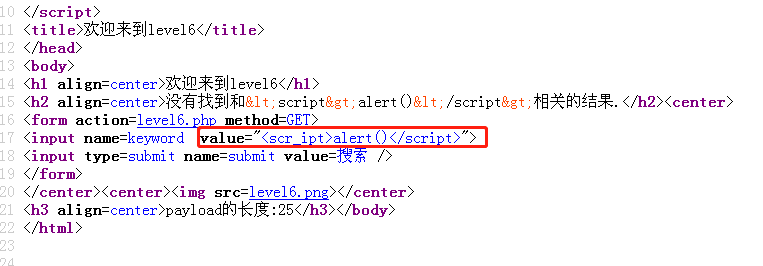 10 </script>
11 <title>欢迎来到level6</title>
12 </head>
13 <body>
14 <h1 align=center>欢迎来到level6</h1>
15 <h2 align=center>没有找到和&lt;script&gt;alert()&lt;/script&gt;相关的结果.</h2><center>
16 <form action=level6.php method=GET>
17 <input name=keyword  value="<scr_ipt>alert()</script>">
18 <input type=submit name=submit value=搜索 />
19 </form>
20 </center><center><img src=level6.png></center>
21 <h3 align=center>payload的长度:25</h3></body>
22 </html>
23
24